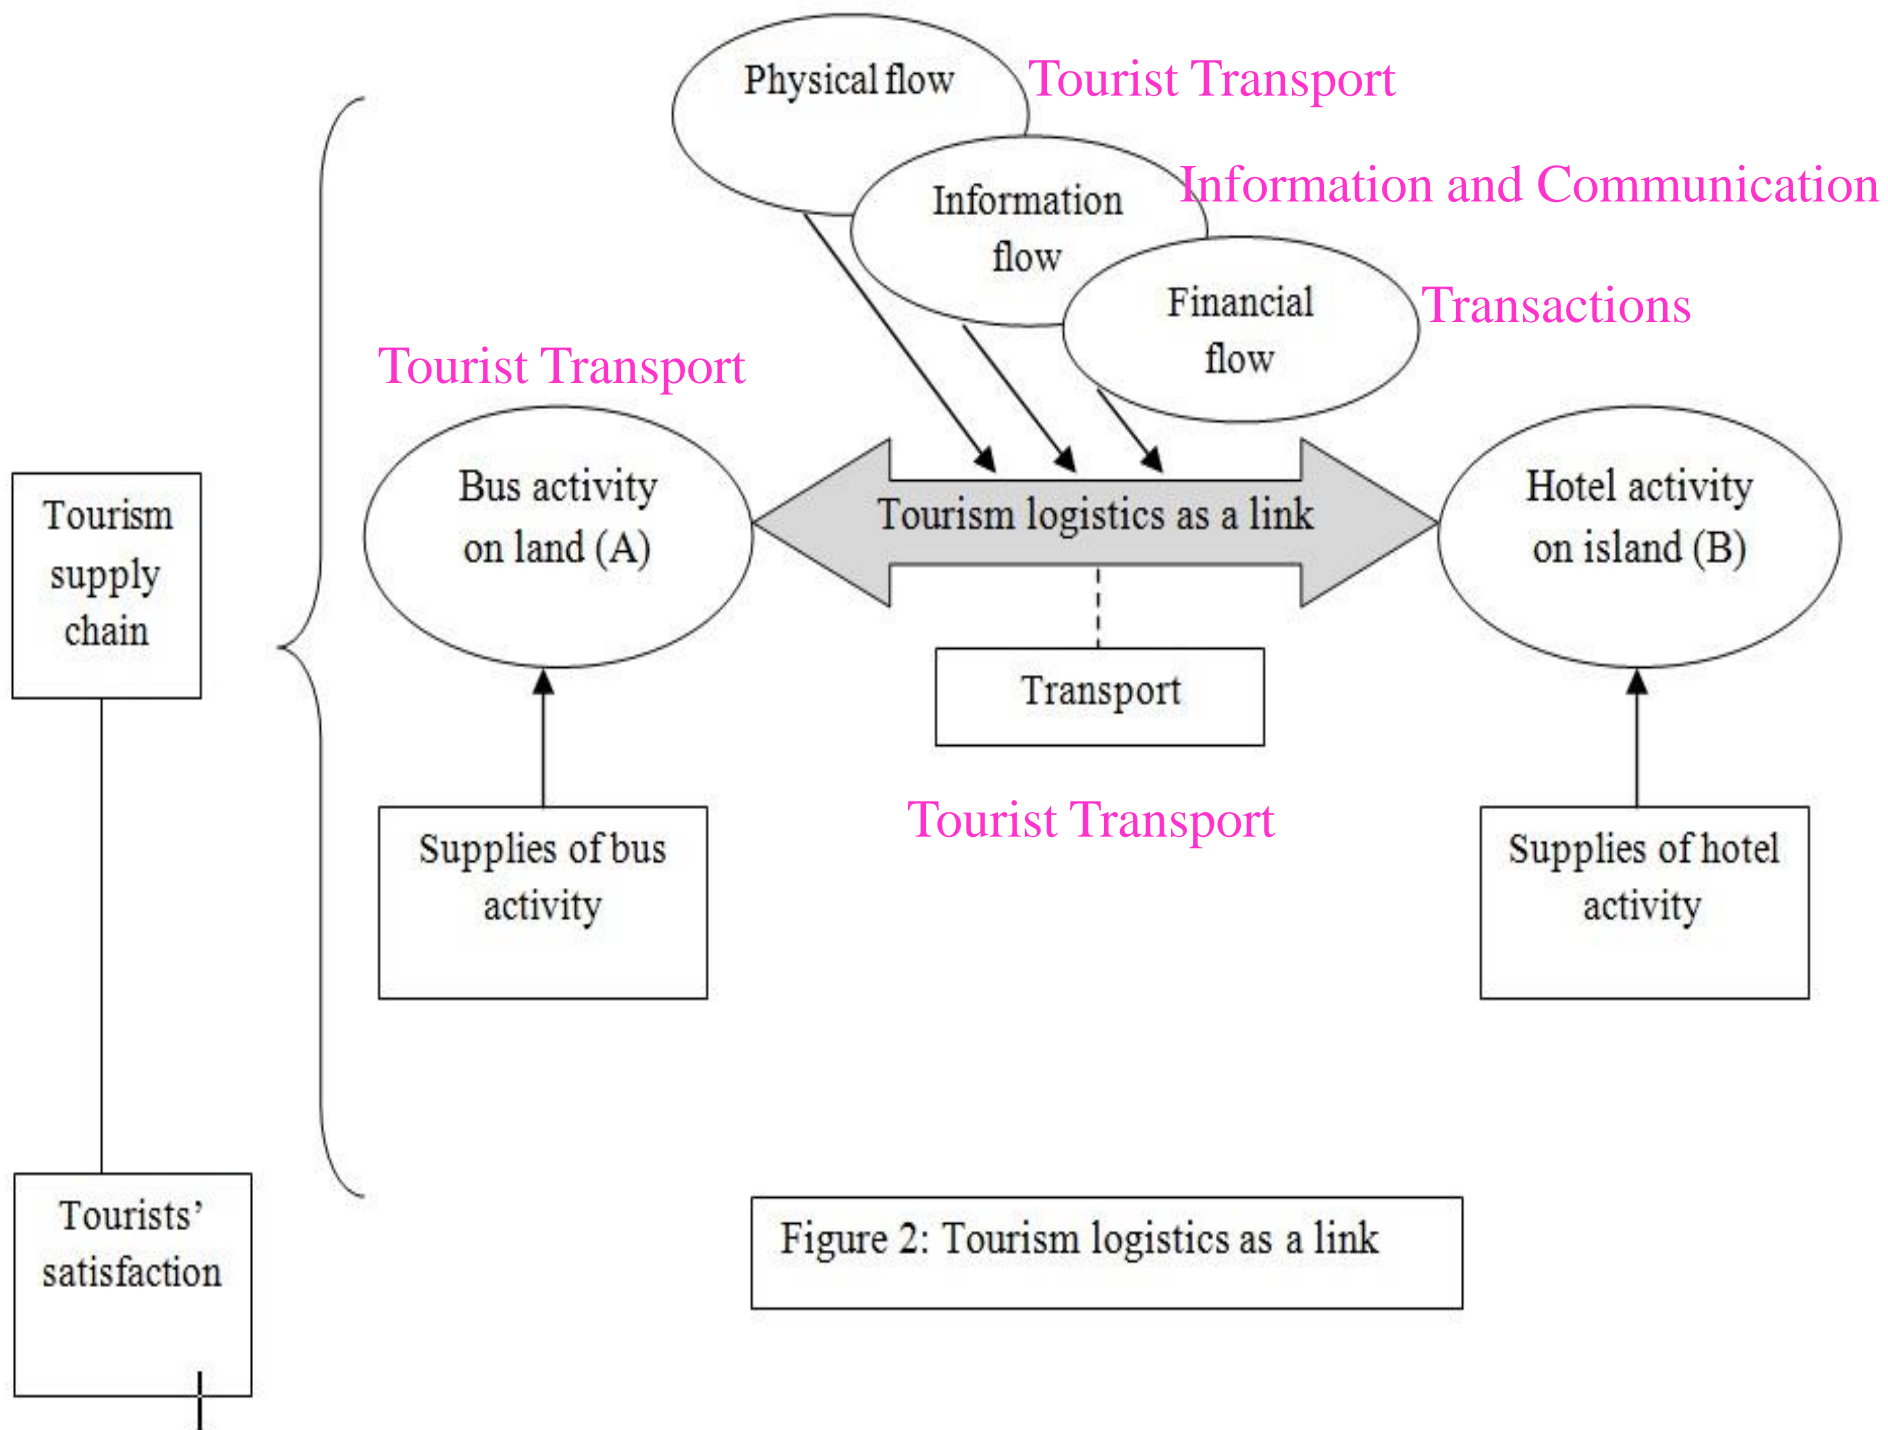 Physical flow
Tourist Transport
Information
flow
Information and Communication
Financial
flow
Transactions
Tourist Transport
Bus activity
on land (A)
Tourism logistics as a link
Hotel activity
on island (B)
Tourism
supply
chain
Transport
Tourist Transport
Supplies of bus
activity
Supplies of hotel
activity
Tourists’
satisfaction
Figure 2: Tourism logistics as a link